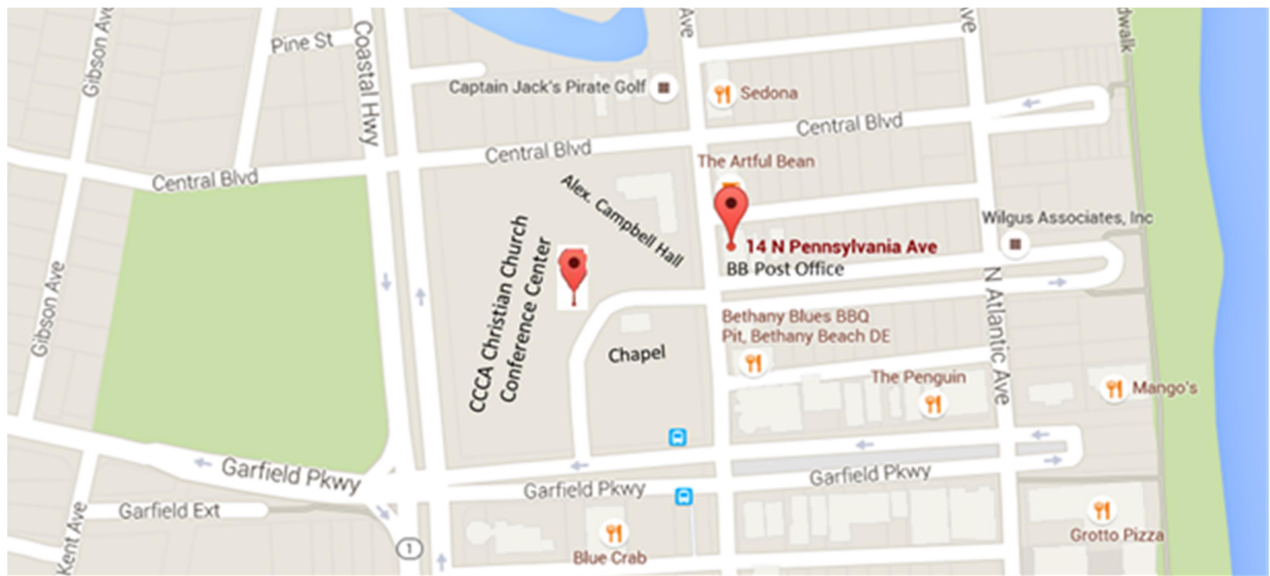 Gibson Ave
Pine St
Coastal Hwy
Ave
Ave
dwalk
Captain Jack's Pirate Golf
Sedona
Central Blvd
Central Blvd
Central Blvd
The Artful Bean
Alex. Campbell Hall
Wilgus Associates, Inc
14 N Pennsylvania Ave
BB Post Office
CCCA Christian Church
Conference Center
Gibson Ave
N Atlantic Ave
Bethany Blues BBQ
Pit, Bethany Beach DE
Chapel
The Penguin
Mango's
Garfield Pkwy
Garfield Pkwy
Garfield Pkwy
Garfield Ext
Kent Ave
1
Blue Crab
Grotto Pizza